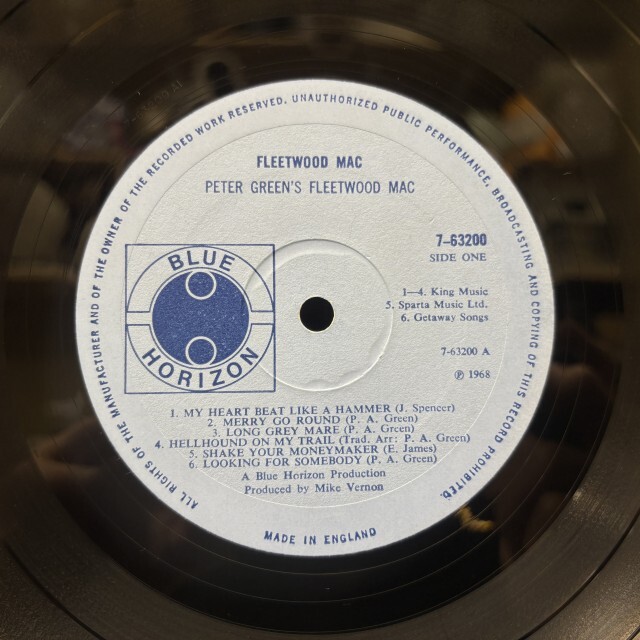 ALL RIGHTS OF THE MANUFACTURER AND OF THE OWNER OF THE RECORDED WORK RESERVED. UNAUTHORIZED PUBLIC PERFORMANCE, BROADCASTING AND COPYING OF THIS RECORD PROHIBITED.
FLEETWOOD MAC
PETER GREEN'S FLEETWOOD MAC
7-63200
SIDE ONE
BLUE
HORIZON
1—4. King Music
5. Sparta Music Ltd.
6. Getaway Songs
7-63200 A
℗ 1968
1. MY HEART BEAT LIKE A HAMMER (J. Spencer)
2. MERRY GO ROUND (P. A. Green)
3. LONG GREY MARE (P. A. Green)
4. HELLHOUND ON MY TRAIL (Trad. Arr: P. A. Green)
5. SHAKE YOUR MONEYMAKER (E. James)
6. LOOKING FOR SOMEBODY (P. A. Green)
A Blue Horizon Production
Produced by Mike Vernon
MADE IN ENGLAND